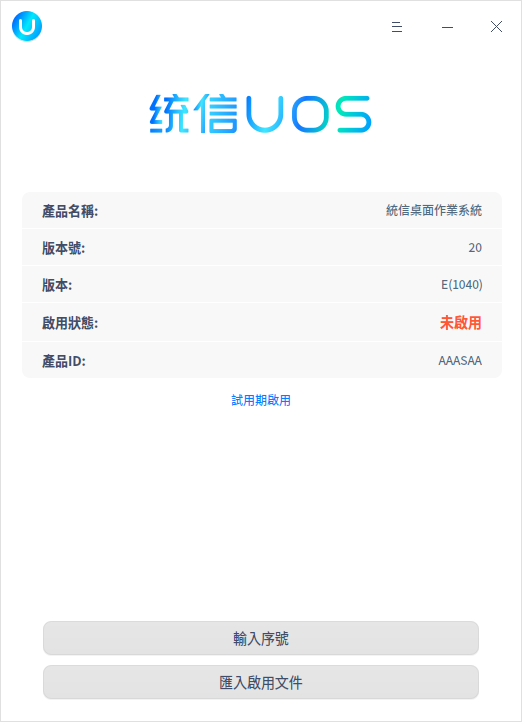 统信UOS
產品名稱: 統信桌面作業系統
版本號: 20
版本: E(1040)
啟用狀態: 未啟用
產品ID: AAASAA
試用期啟用
輸入序號
匯入啟用文件